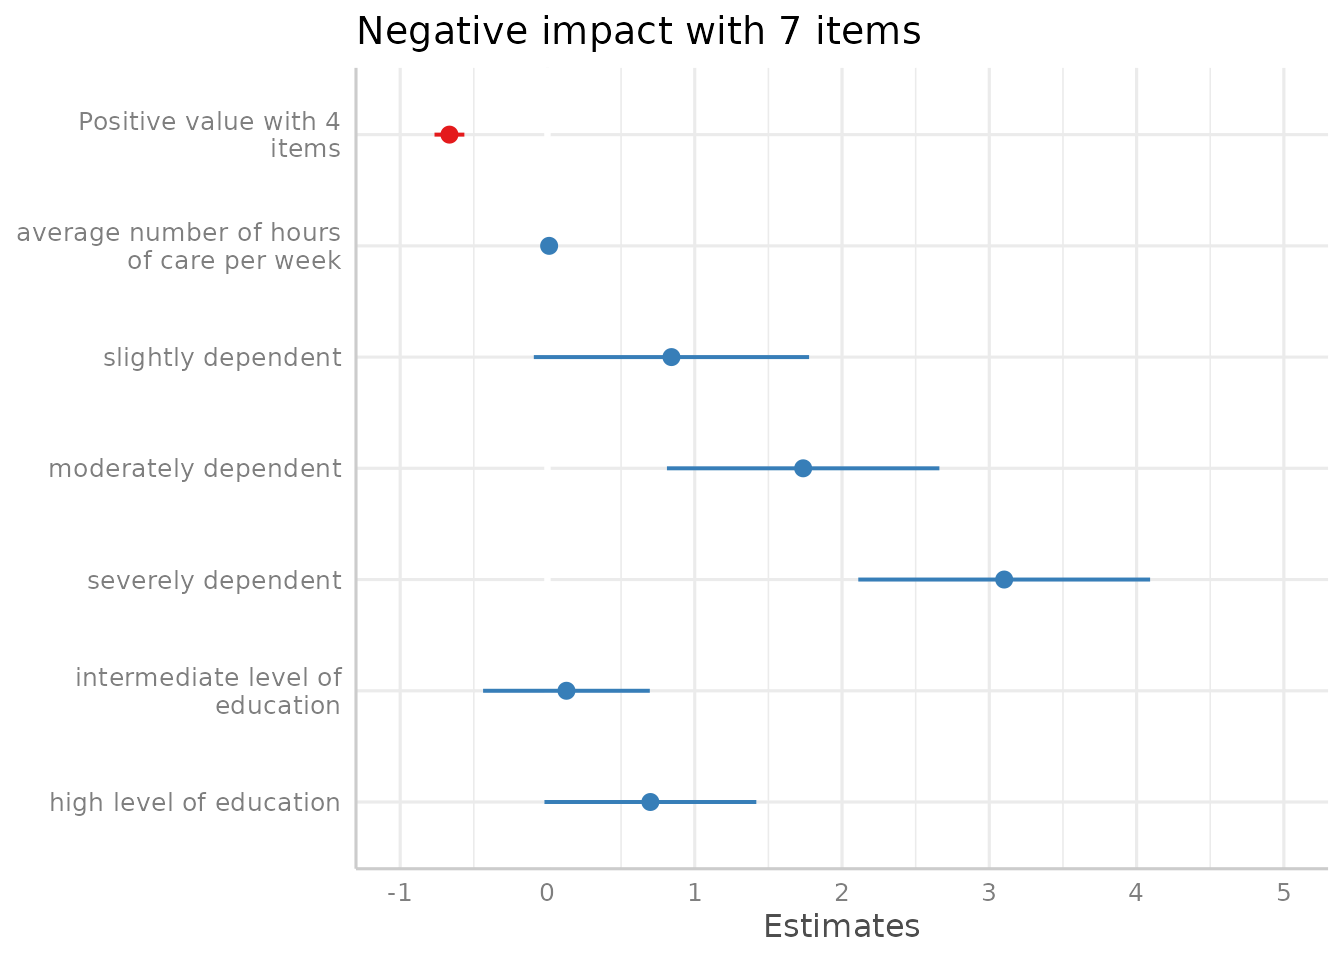 Negative impact with 7 items
Positive value with 4
items
average number of hours
of care per week
slightly dependent
moderately dependent
severely dependent
intermediate level of
education
high level of education
-1 0 1 2 3 4 5
Estimates